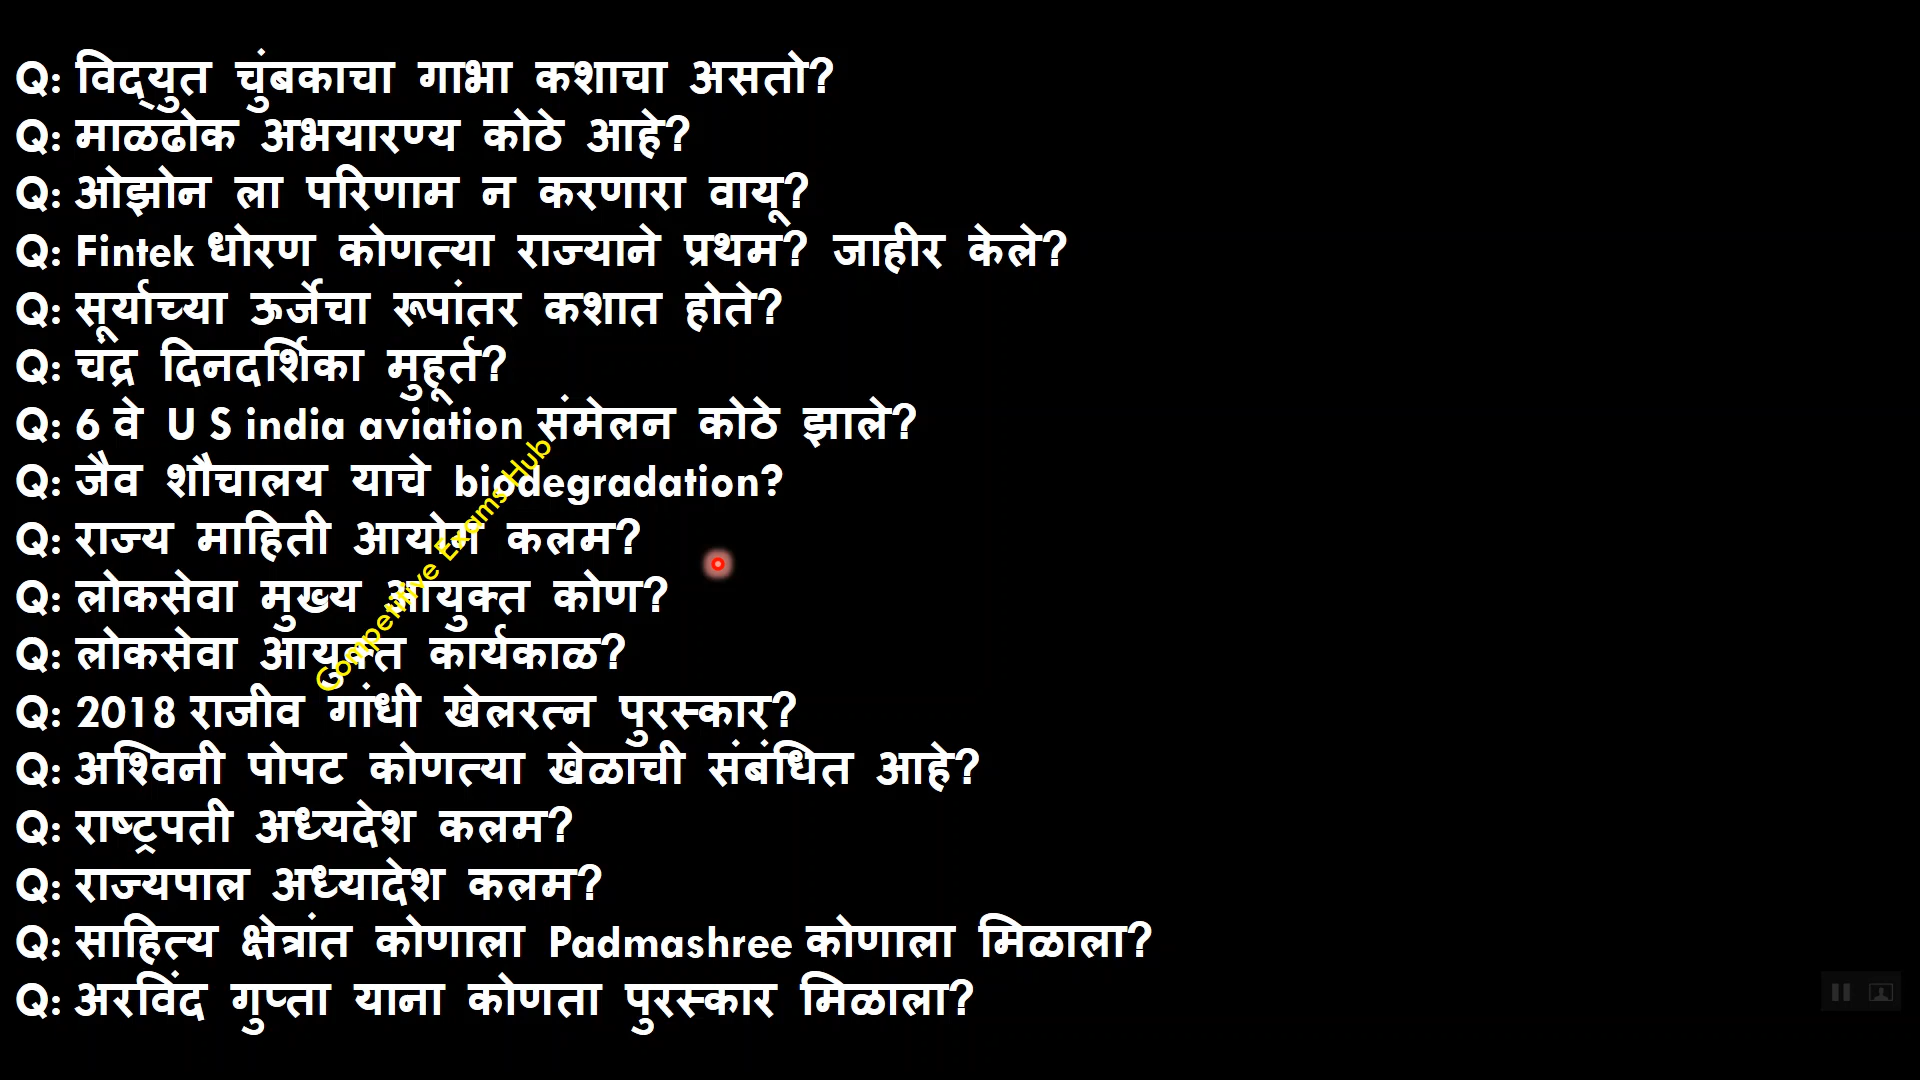 Q: विद्युत चुंबकाचा गाभा कशाचा असतो?
Q: माळढोक अभयारण्य कोठे आहे?
Q: ओझोन ला परिणाम न करणारा वायू?
Q: Fintek धोरण कोणत्या राज्याने प्रथम? जाहीर केले?
Q: सूर्याच्या ऊर्जेचा रूपांतर कशात होते?
Q: चंद्र दिनदर्शिका मुहूर्त?
Q: 6 वे U S india aviation संमेलन कोठे झाले?
Q: जैव शौचालय याचे biodegradation?
Q: राज्य माहिती आयोग कलम?
Q: लोकसेवा मुख्य आयुक्त कोण?
Q: लोकसेवा आयुक्त कार्यकाळ?
Q: 2018 राजीव गांधी खेलरत्न पुरस्कार?
Q: अश्विनी पोपट कोणत्या खेळाची संबंधित आहे?
Q: राष्ट्रपती अध्यदेश कलम?
Q: राज्यपाल अध्यादेश कलम?
Q: साहित्य क्षेत्रांत कोणाला Padmashree कोणाला मिळाला?
Q: अरविंद गुप्ता याना कोणता पुरस्कार मिळाला?
Competitive Exams Hub